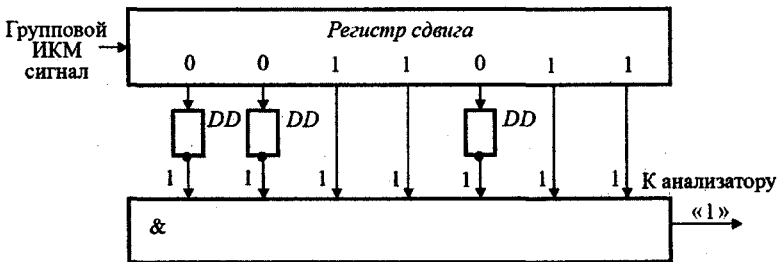 Групповой
ИКМ
сигнал
Регистр сдвига
0 0 1 1 0 1 1
DD DD DD
1 1 1 1 1 1 1
К анализатору
«1»
&